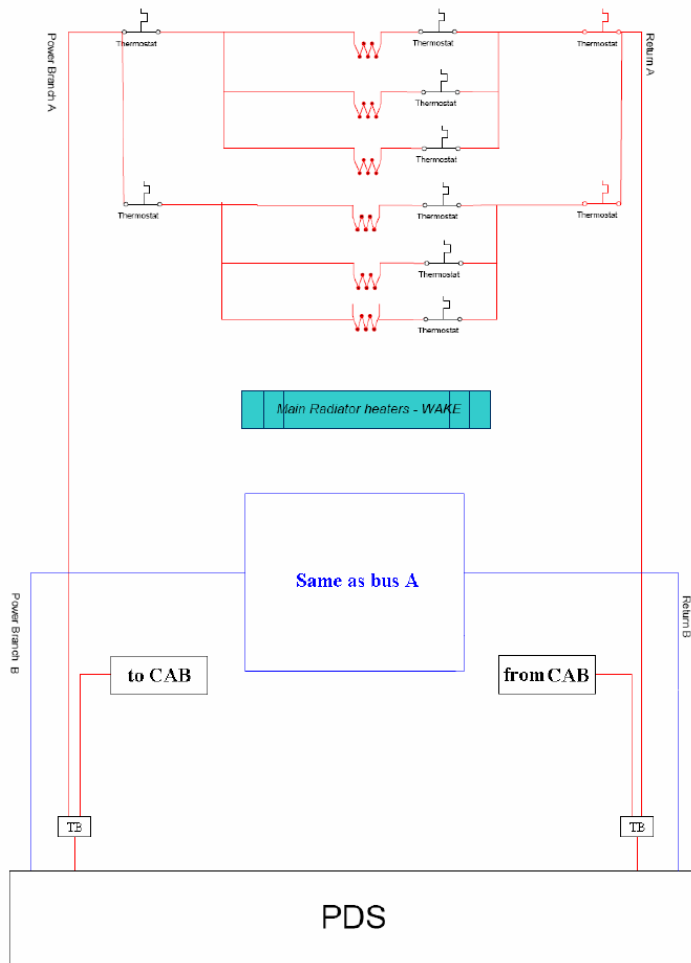 Power Branch A
Thermostat
Thermostat
Thermostat
Return A
Thermostat
Thermostat
Thermostat
Thermostat
Thermostat
Thermostat
Thermostat
Main Radiator heaters - WAKE
Same as bus A
Power Branch B
Return B
to CAB
from CAB
TB
TB
PDS